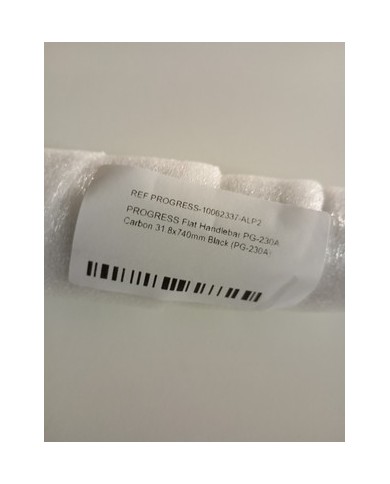 REF PROGRESS-10062337-ALP2
PROGRESS Flat Handlebar PG-230A
Carbon 31.8x740mm Black (PG-230A)